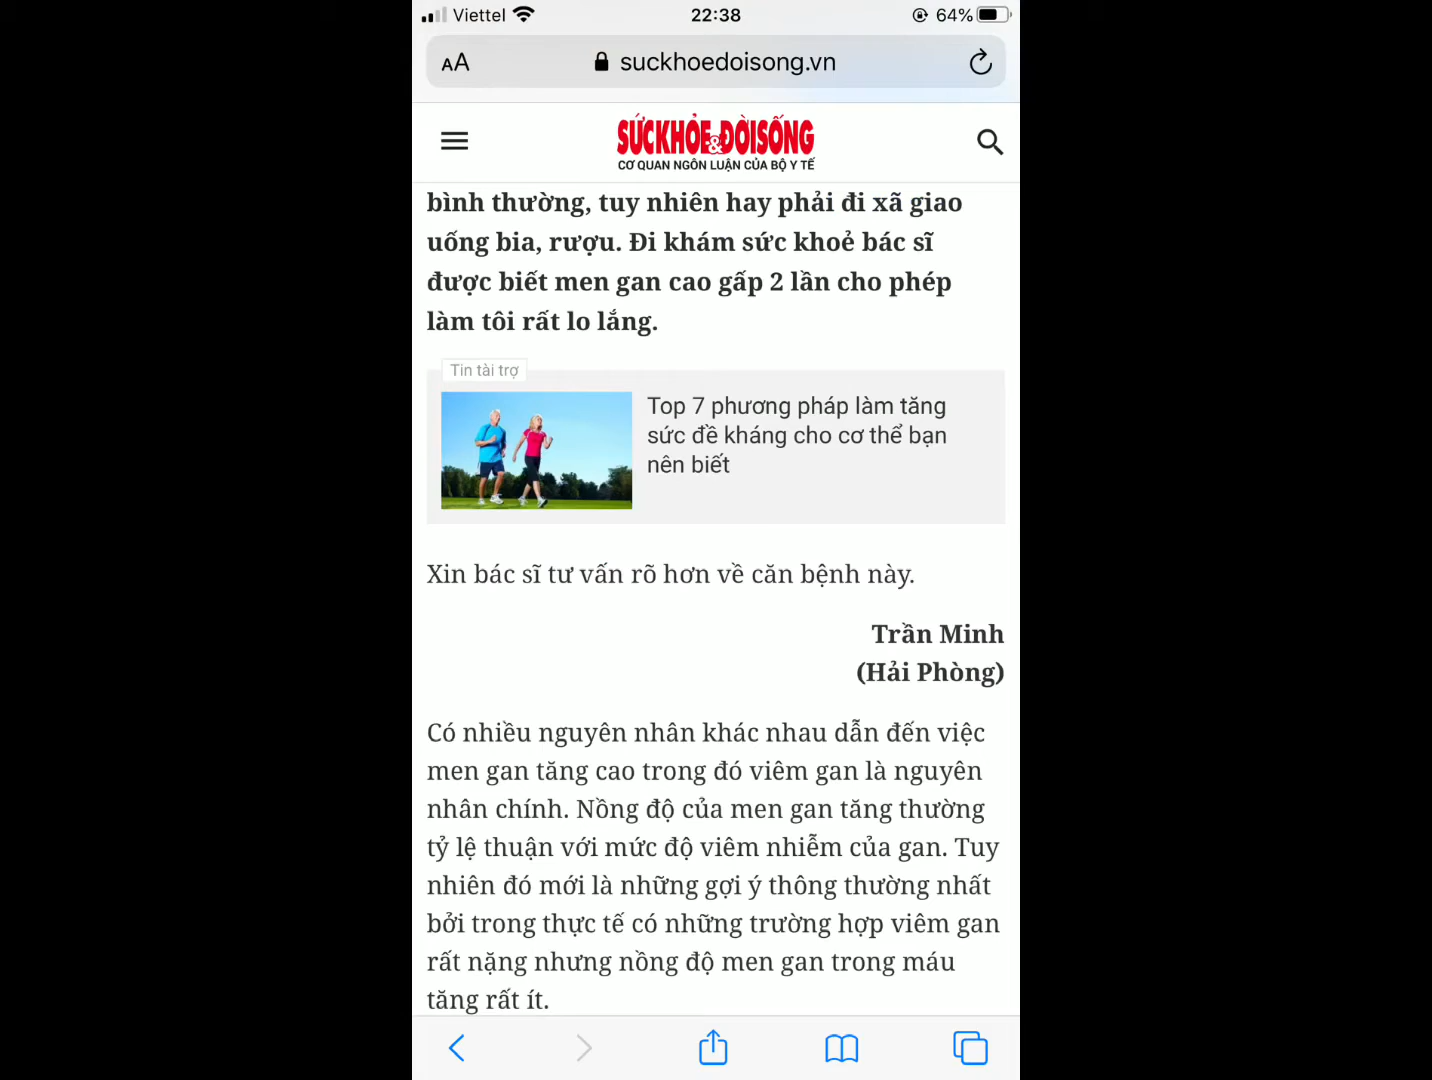 Viettel 22:38 64%
AA suckhoedoisong.vn
SỨCKHỎE&ĐỜISỐNG
CƠ QUAN NGÔN LUẬN CỦA BỘ Y TẾ
bình thường, tuy nhiên hay phải đi xã giao
uống bia, rượu. Đi khám sức khoẻ bác sĩ
được biết men gan cao gấp 2 lần cho phép
làm tôi rất lo lắng.
Tin tài trợ
Top 7 phương pháp làm tăng
sức đề kháng cho cơ thể bạn
nên biết
Xin bác sĩ tư vấn rõ hơn về căn bệnh này.
Trần Minh
(Hải Phòng)
Có nhiều nguyên nhân khác nhau dẫn đến việc
men gan tăng cao trong đó viêm gan là nguyên
nhân chính. Nồng độ của men gan tăng thường
tỷ lệ thuận với mức độ viêm nhiễm của gan. Tuy
nhiên đó mới là những gợi ý thông thường nhất
bởi trong thực tế có những trường hợp viêm gan
rất nặng nhưng nồng độ men gan trong máu
tăng rất ít.